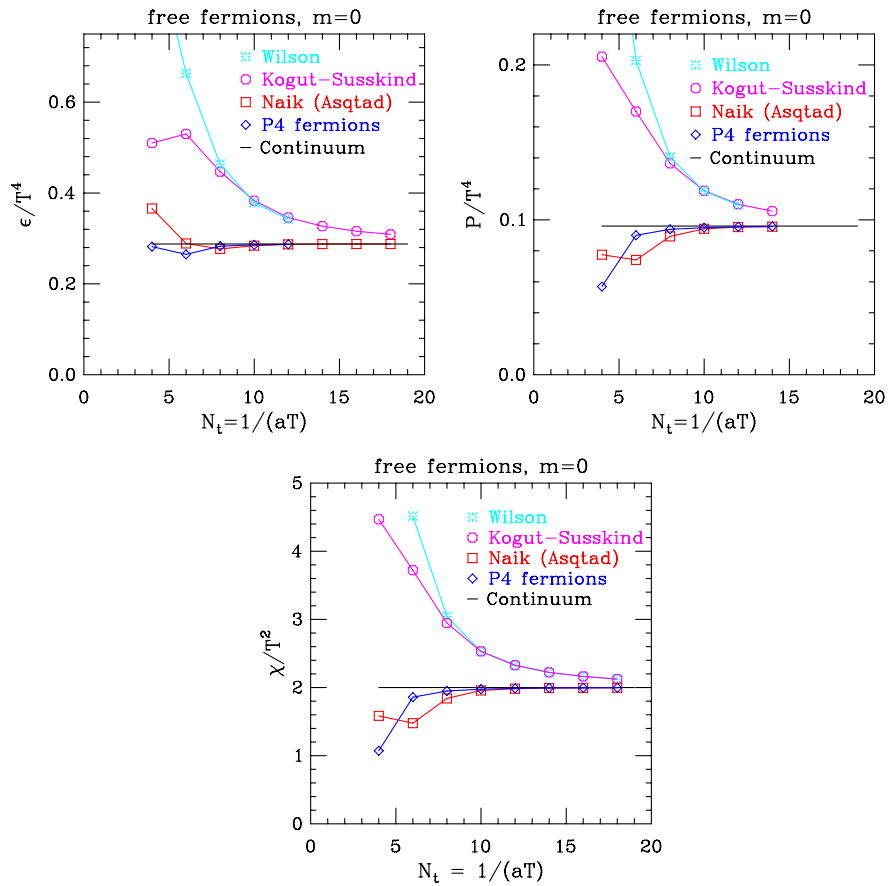 free fermions, m=0
Wilson
Kogut−Susskind
Naik (Asqtad)
P4 fermions
Continuum
ϵ/T⁴
0.6
0.4
0.2
0.0
0
5
10
15
20
Nₜ=1/(aT)
free fermions, m=0
Wilson
Kogut−Susskind
Naik (Asqtad)
P4 fermions
Continuum
P/T⁴
0.2
0.1
0.0
0
5
10
15
20
Nₜ=1/(aT)
free fermions, m=0
Wilson
Kogut−Susskind
Naik (Asqtad)
P4 fermions
Continuum
χ/T²
5
4
3
2
1
0
0
5
10
15
20
Nₜ = 1/(aT)